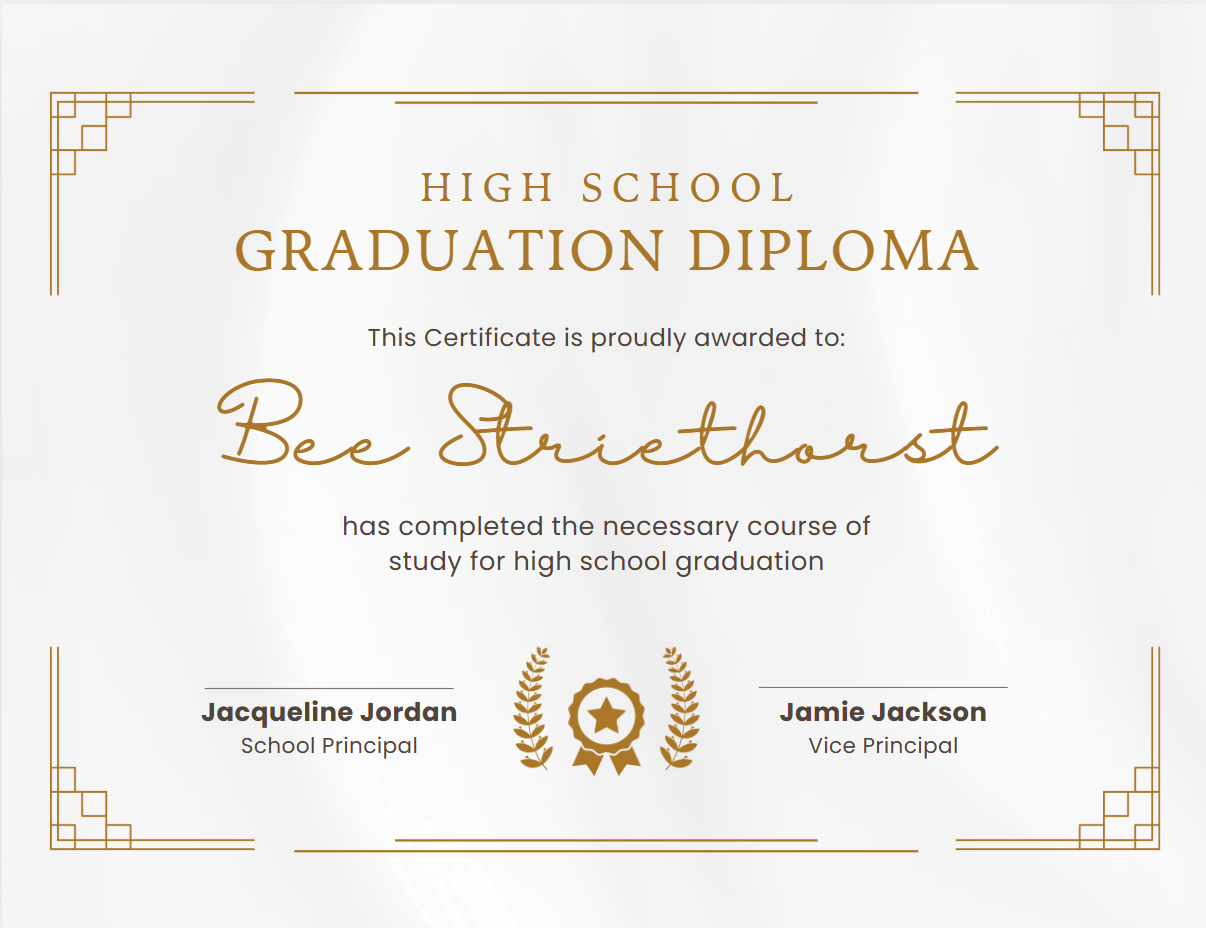 HIGH SCHOOL
GRADUATION DIPLOMA
This Certificate is proudly awarded to:
Bee Striethorst
has completed the necessary course of
study for high school graduation
Jacqueline Jordan
School Principal
Jamie Jackson
Vice Principal